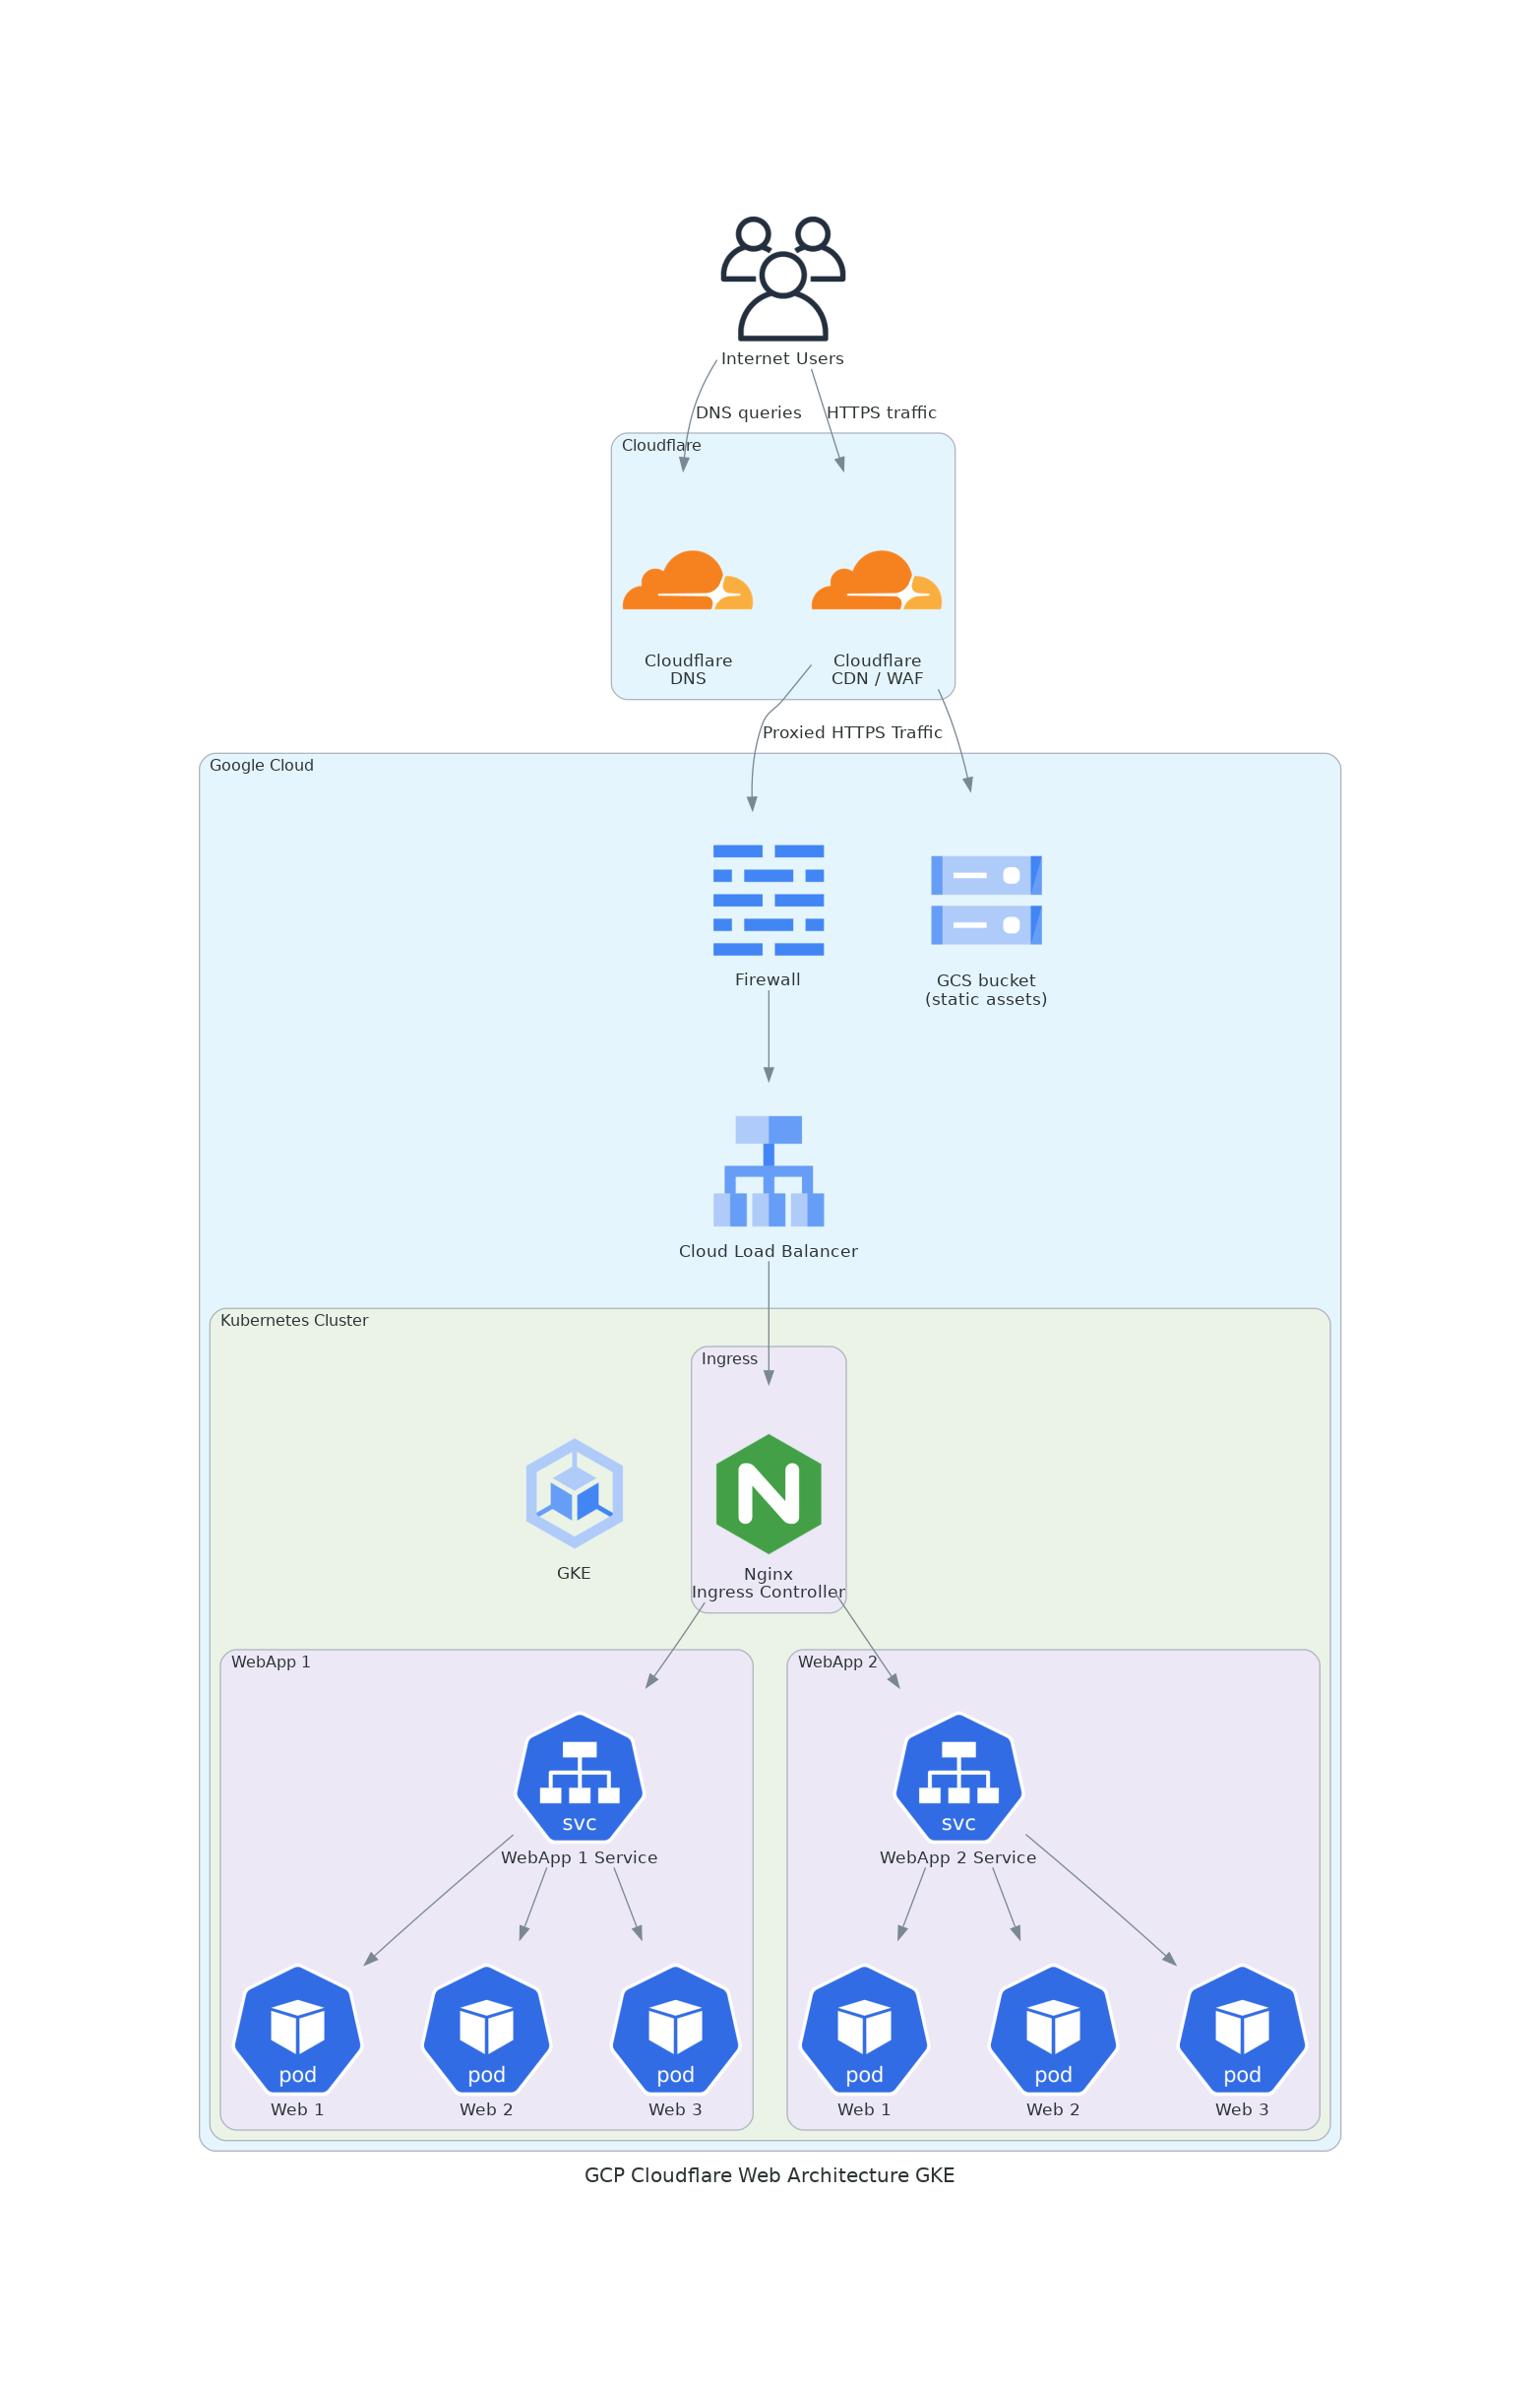 Internet Users
DNS queries
HTTPS traffic
Cloudflare
Cloudflare
DNS
Cloudflare
CDN / WAF
Proxied HTTPS Traffic
Google Cloud
Firewall
GCS bucket
(static assets)
Cloud Load Balancer
Kubernetes Cluster
Ingress
GKE
Nginx
Ingress Controller
WebApp 1
svc
WebApp 1 Service
pod
Web 1
pod
Web 2
pod
Web 3
WebApp 2
svc
WebApp 2 Service
pod
Web 1
pod
Web 2
pod
Web 3
GCP Cloudflare Web Architecture GKE